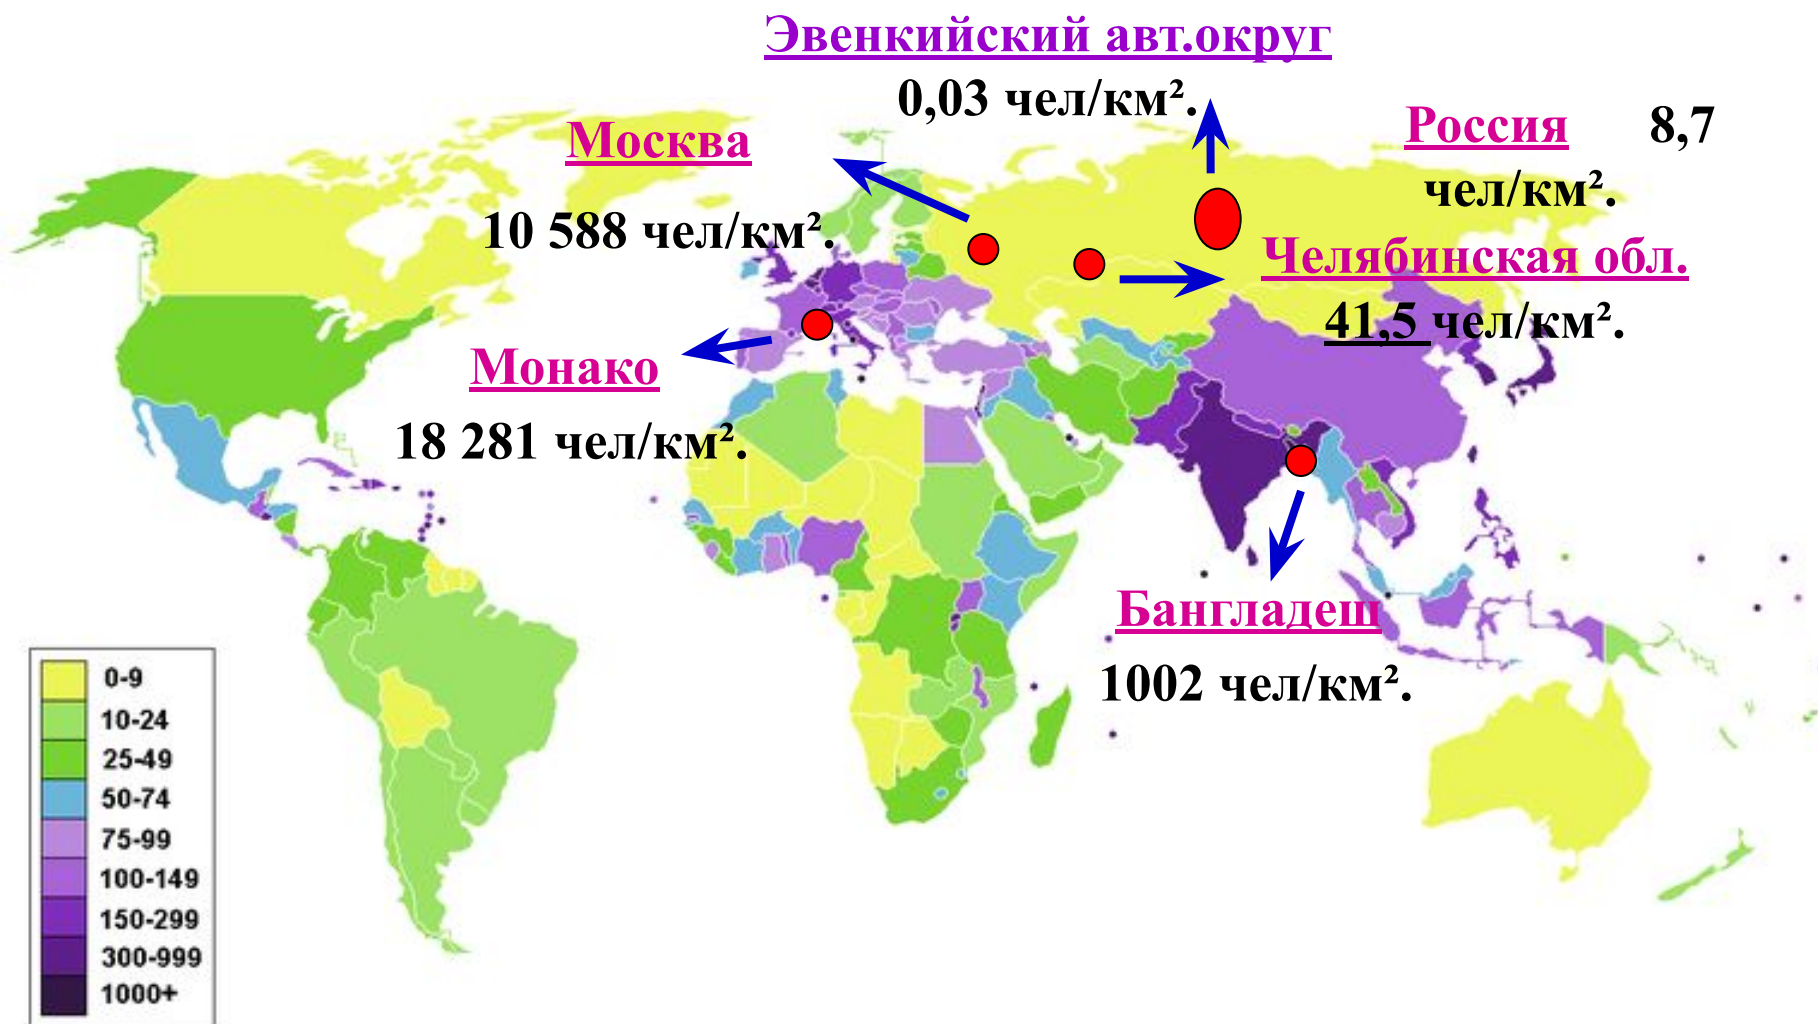 Эвенкийский авт.округ
0,03 чел/км².
Москва
10 588 чел/км².
Россия 8,7
чел/км².
Челябинская обл.
41,5 чел/км².
Монако
18 281 чел/км².
Бангладеш
1002 чел/км².
0-9
10-24
25-49
50-74
75-99
100-149
150-299
300-999
1000+